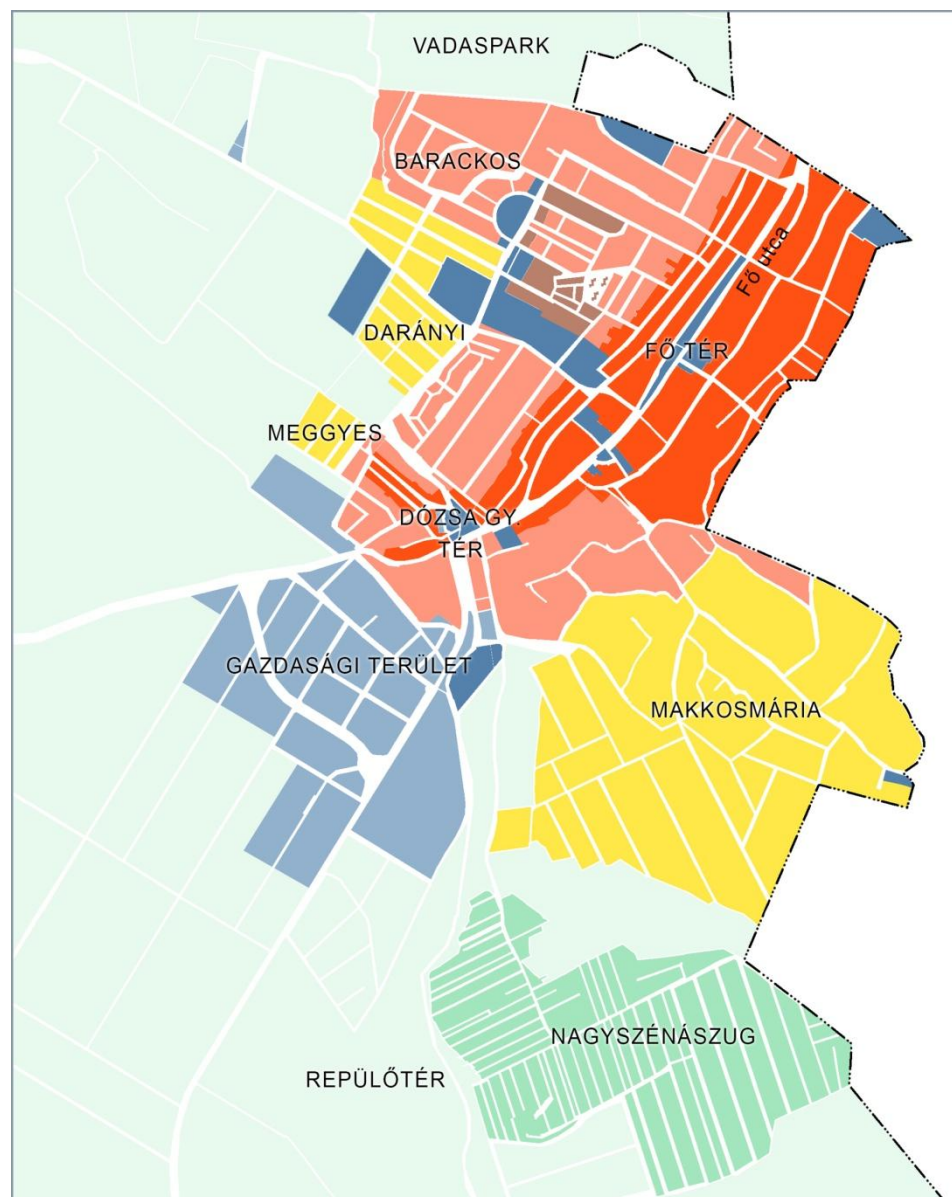 VADASPARK
BARACKOS
Fő utca
DARÁNYI
FŐ TÉR
MEGGYES
DÓZSA GY.
TÉR
GAZDASÁGI TERÜLET
MAKKOSMÁRIA
NAGYSZÉNÁSZUG
REPÜLŐTÉR